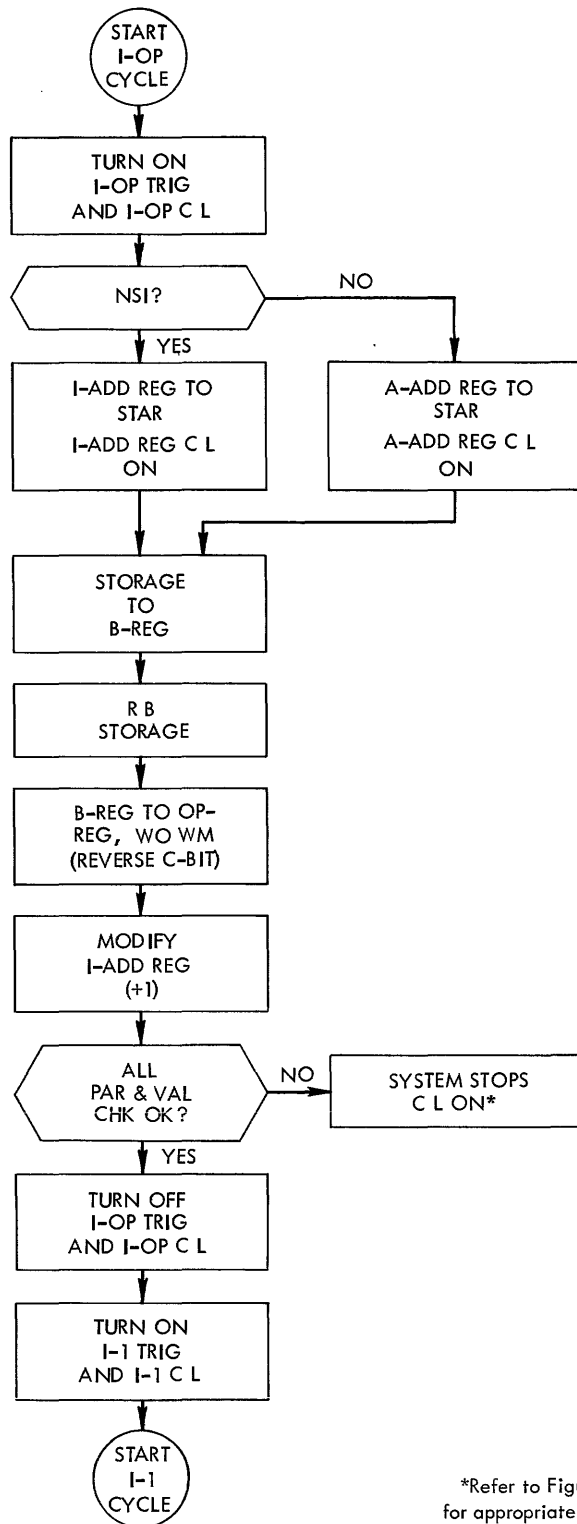 START
I-OP
CYCLE
TURN ON
I-OP TRIG
AND I-OP C L
NSI?
NO
YES
I-ADD REG TO
STAR
I-ADD REG C L
ON
A-ADD REG TO
STAR
A-ADD REG C L
ON
STORAGE
TO
B-REG
R B
STORAGE
B-REG TO OP-
REG, WO WM
(REVERSE C-BIT)
MODIFY
I-ADD REG
(+1)
ALL
PAR & VAL
CHK OK?
NO
SYSTEM STOPS
C L ON*
YES
TURN OFF
I-OP TRIG
AND I-OP C L
TURN ON
I-1 TRIG
AND I-1 C L
START
I-1
CYCLE
*Refer to
for appropriate